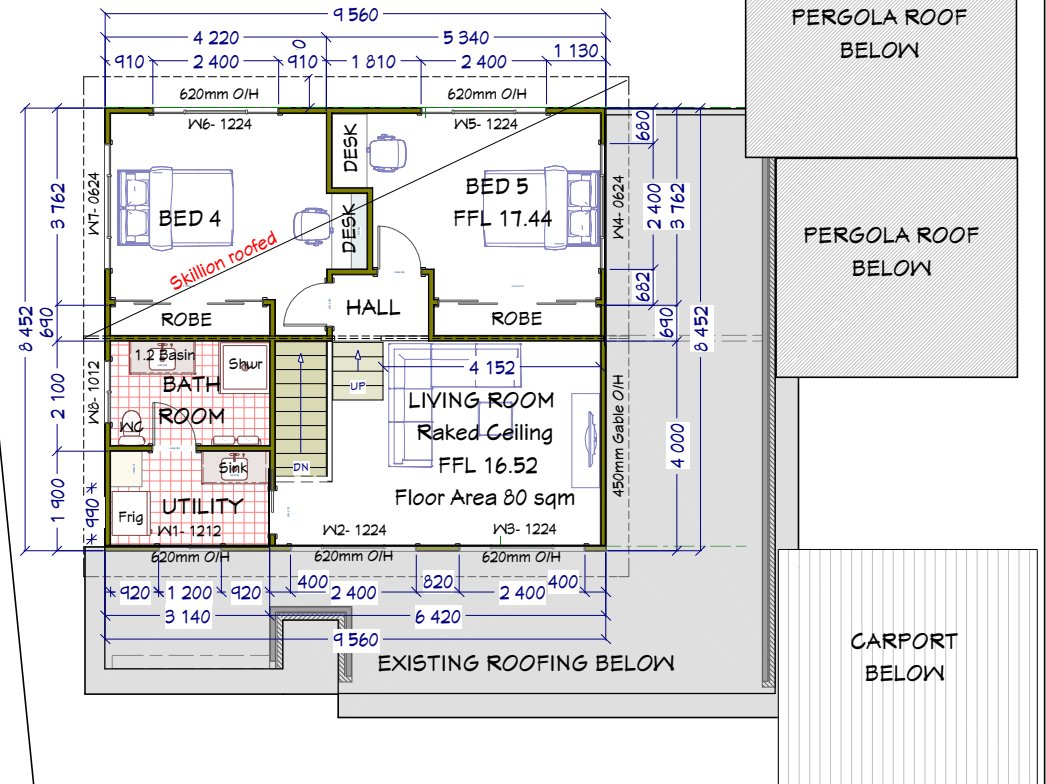 9 560
PERGOLA ROOF
BELOW
4 220
5 340
910
2 400
910
0
1 810
2 400
1 130
620mm O/H
620mm O/H
W6- 1224
W5- 1224
DESK
680
BED 5
FFL 17.44
BED 4
DESK
W7- 0624
W4- 0624
3 762
2 400
3 762
PERGOLA ROOF
BELOW
Skillion roofed
682
HALL
ROBE
ROBE
690
690
8 452
8 452
1.2 Basin
Shwr
UP
4 152
BATH
ROOM
WC
W8- 1012
2 100
LIVING ROOM
Raked Ceiling
FFL 16.52
Floor Area 80 sqm
450mm Gable O/H
4 000
DN
Sink
UTILITY
Frig
W1- 1212
1 900
990
W2- 1224
W3- 1224
620mm O/H
620mm O/H
620mm O/H
400
820
400
920
1 200
920
2 400
2 400
3 140
6 420
9 560
EXISTING ROOFING BELOW
CARPORT
BELOW